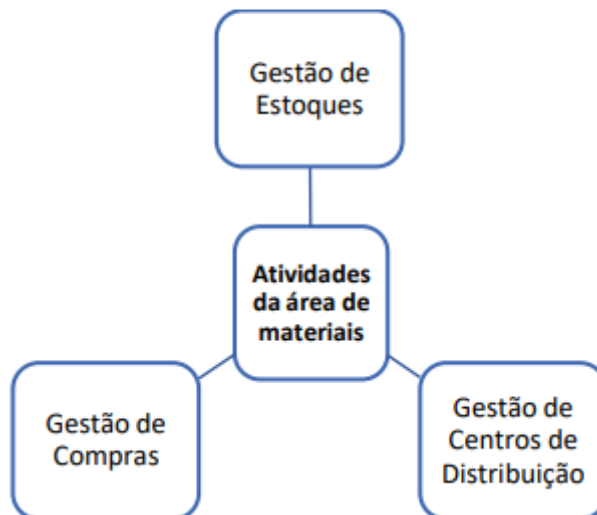 Gestão de
Estoques
Atividades
da área de
materiais
Gestão de
Compras
Gestão de
Centros de
Distribuição